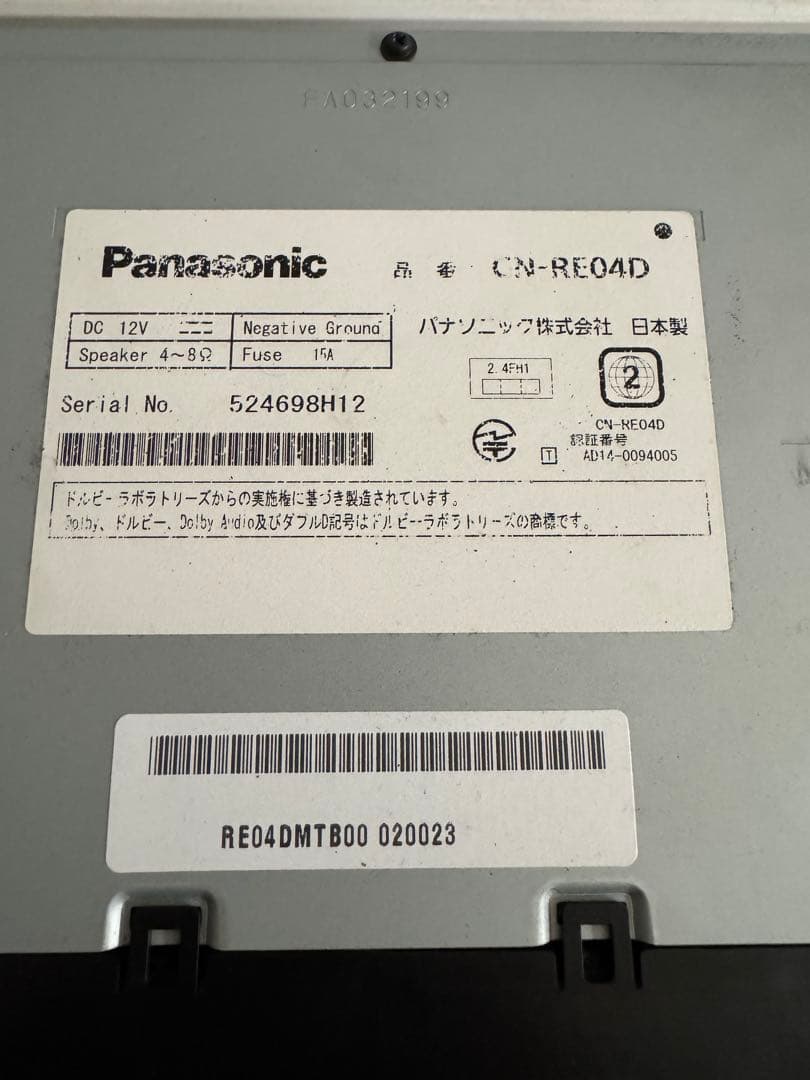 FA032199
Panasonic 品番 CN-RE04D
DC 12V Negative Ground
Speaker 4～8Ω Fuse 15A
パナソニック株式会社 日本製
2.4FH1
2
Serial No. 524698H12
CN-RE04D
認証番号
T AD14-0094005
ドルビーラボラトリーズからの実施権に基づき製造されています。
Dolby、ドルビー、Dolby Audio及びダブルD記号はドルビーラボラトリーズの商標です。
RE04DMTB00 020023